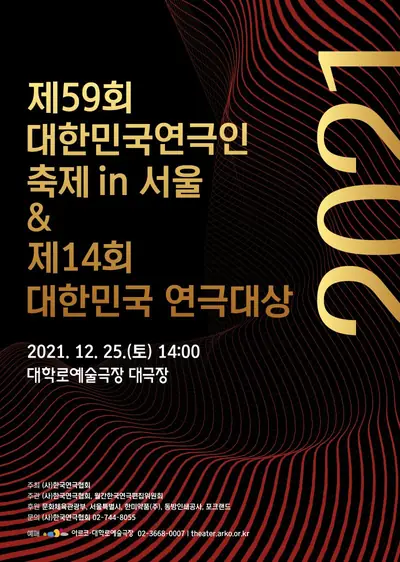 2021
제59회
대한민국연극인
축제 in 서울
&
제14회
대한민국 연극대상
2021. 12. 25.(토) 14:00
대학로예술극장 대극장
주최 (사)한국연극협회
주관 (사)한국연극협회, 월간한국연극편집위원회
후원 문화체육관광부, 서울특별시, 한미약품(주), 동방인쇄공사, 포크랜드
문의 (사)한국연극협회 02-744-8055
예매 아르코·대학로예술극장 02-3668-0007 | theater.arko.or.kr